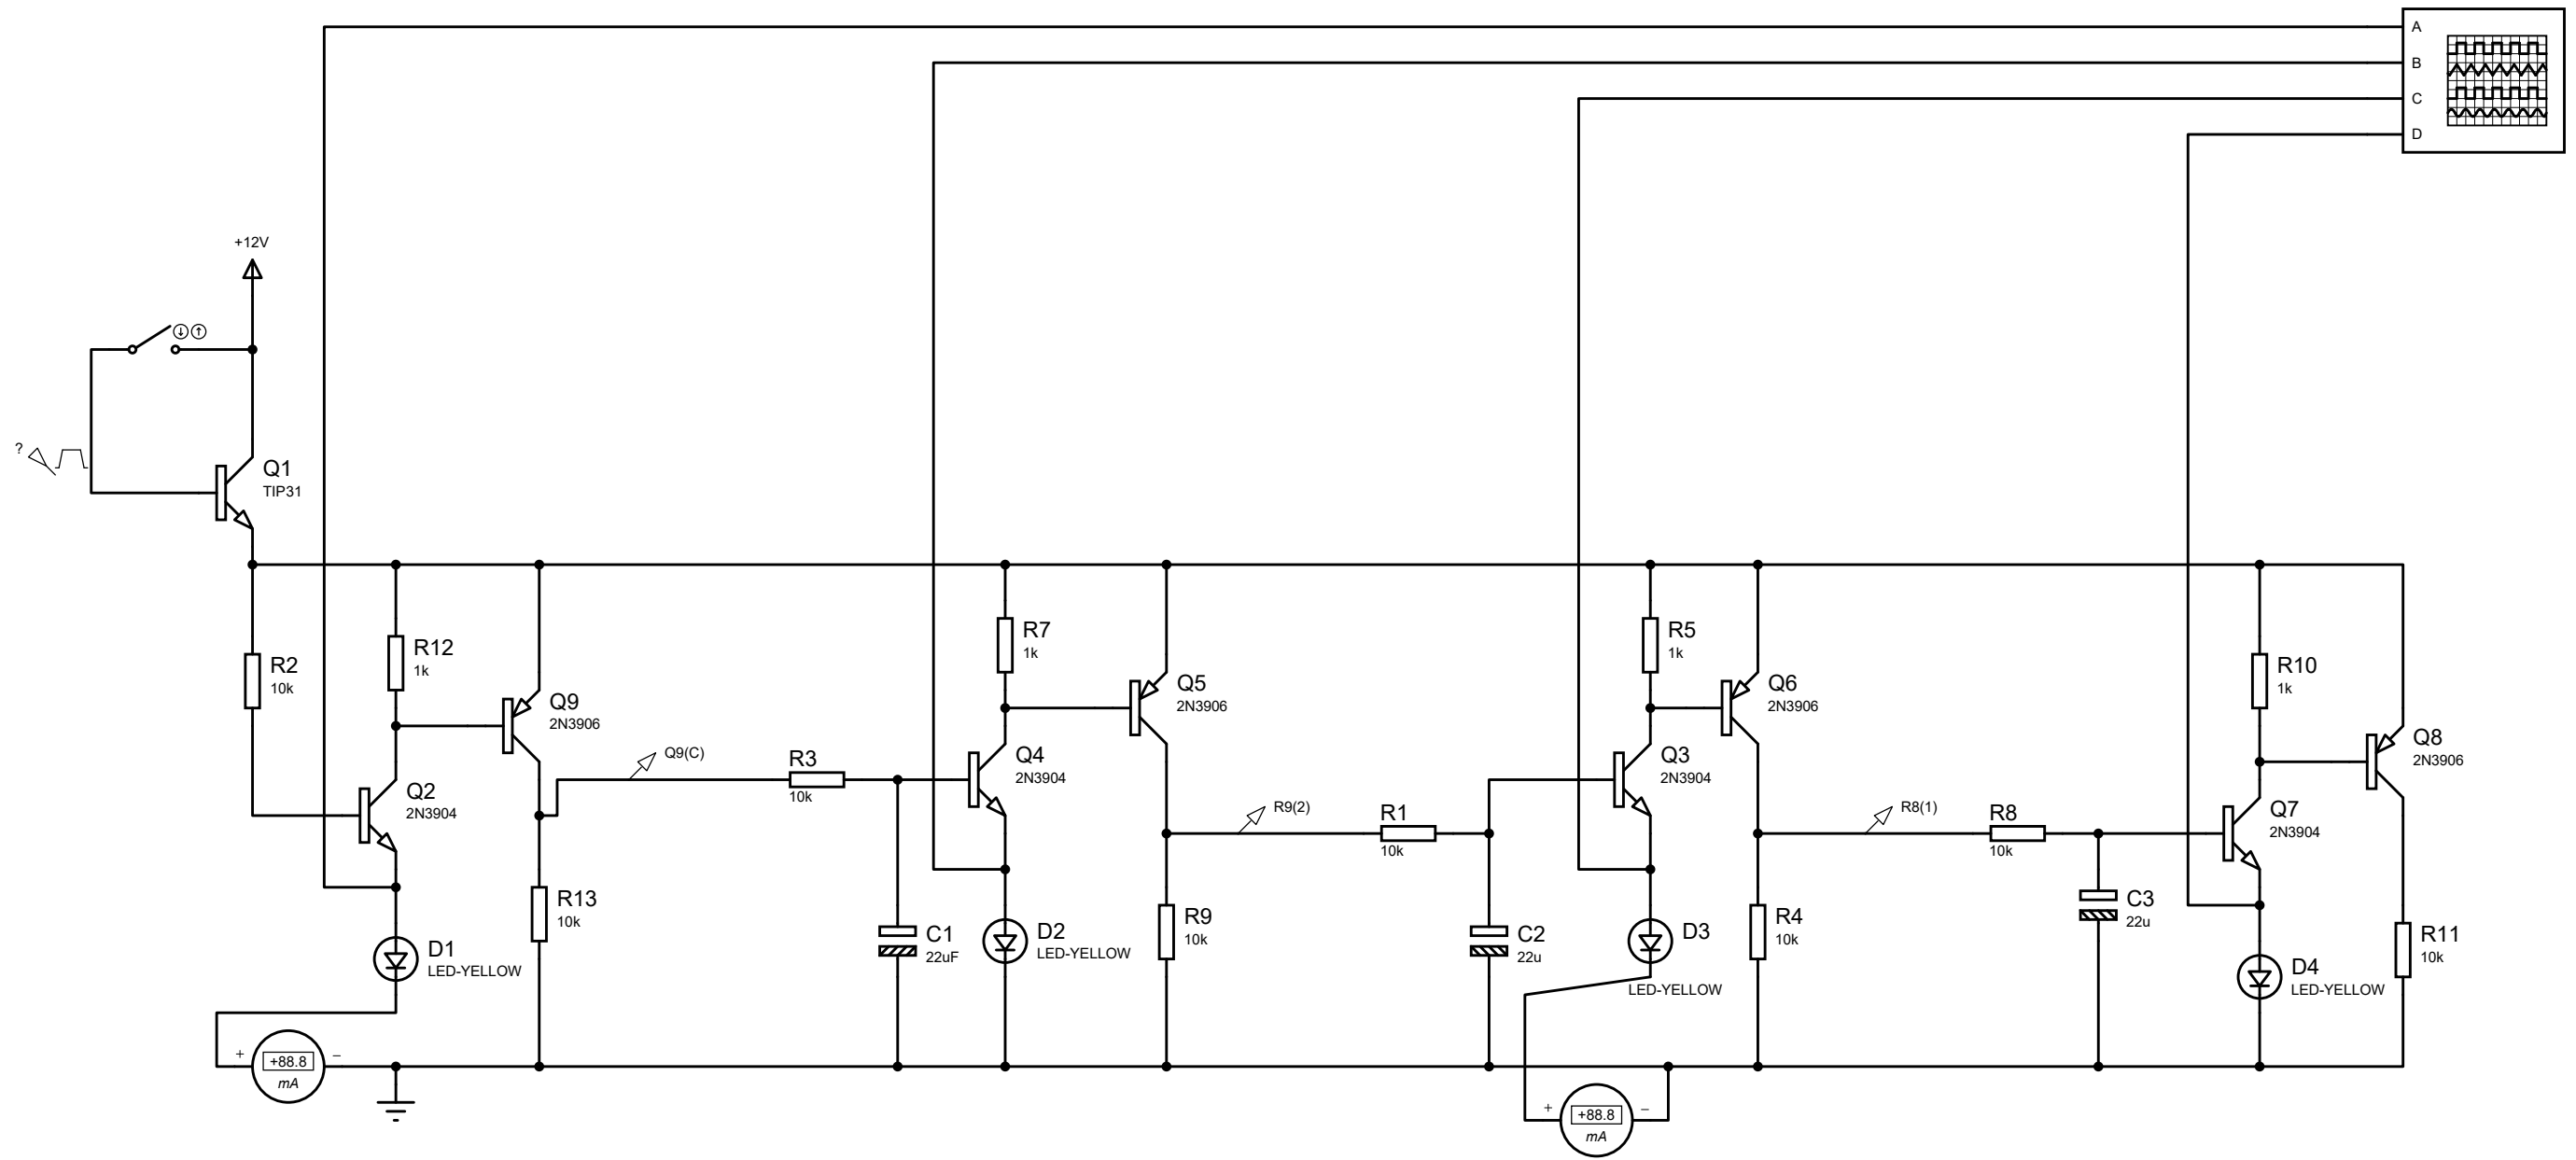 A
B
C
D
+12V
?
Q1
TIP31
R2
10k
R12
1k
Q9
2N3906
Q2
2N3904
Q9(C)
R3
10k
R13
10k
D1
LED-YELLOW
+
+88.8
mA
–
C1
22uF
R7
1k
Q4
2N3904
D2
LED-YELLOW
Q5
2N3906
R9(2)
R9
10k
R1
10k
C2
22u
R5
1k
Q3
2N3904
D3
LED-YELLOW
+
+88.8
mA
–
Q6
2N3906
R8(1)
R4
10k
R8
10k
C3
22u
R10
1k
Q7
2N3904
D4
LED-YELLOW
Q8
2N3906
R11
10k